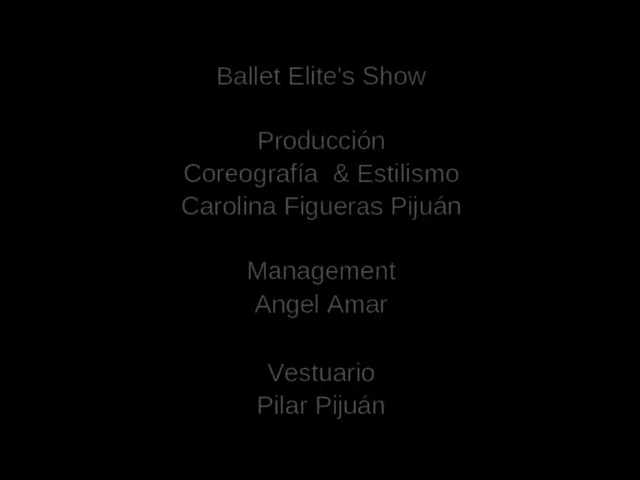 Ballet Elite's Show
Producción
Coreografía  & Estilismo
Carolina Figueras Pijuán
Management
Angel Amar
Vestuario
Pilar Pijuán